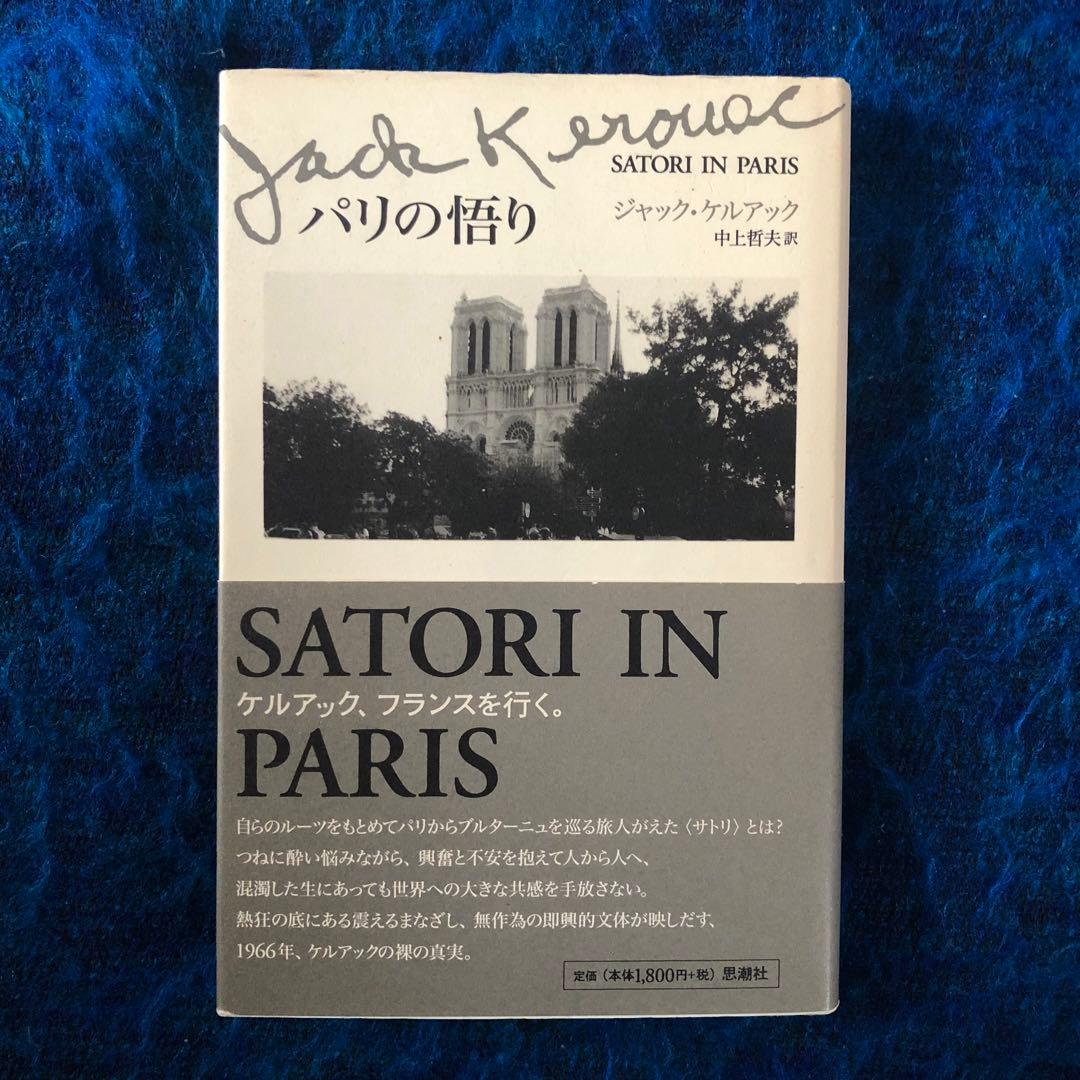 Jack Kerouac
SATORI IN PARIS
パリの悟り
ジャック・ケルアック
中上哲夫 訳
SATORI IN
ケルアック、フランスを行く。
PARIS
自らのルーツをもとめてパリからブルターニュを巡る旅人がえた〈サトリ〉とは?
つねに酔い悩みながら、興奮と不安を抱えて人から人へ、
混濁した生にあっても世界への大きな共感を手放さない。
熱狂の底にある震えるまなざし、無作為の即興的文体が映しだす、
1966年、ケルアックの裸の真実。
定価(本体1,800円+税)思潮社